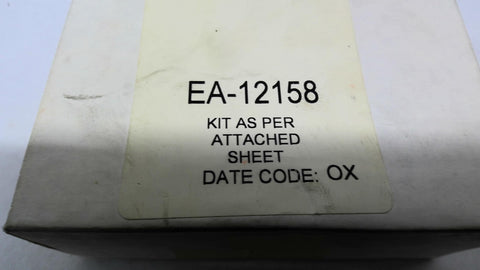 EA-12158
KIT AS PER
ATTACHED
SHEET
DATE CODE: OX